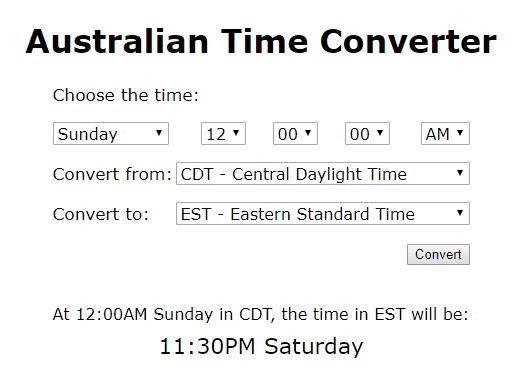 Australian Time Converter
Choose the time:
Sunday 12 00 00 AM
Convert from: CDT - Central Daylight Time
Convert to: EST - Eastern Standard Time
Convert
At 12:00AM Sunday in CDT, the time in EST will be:
11:30PM Saturday